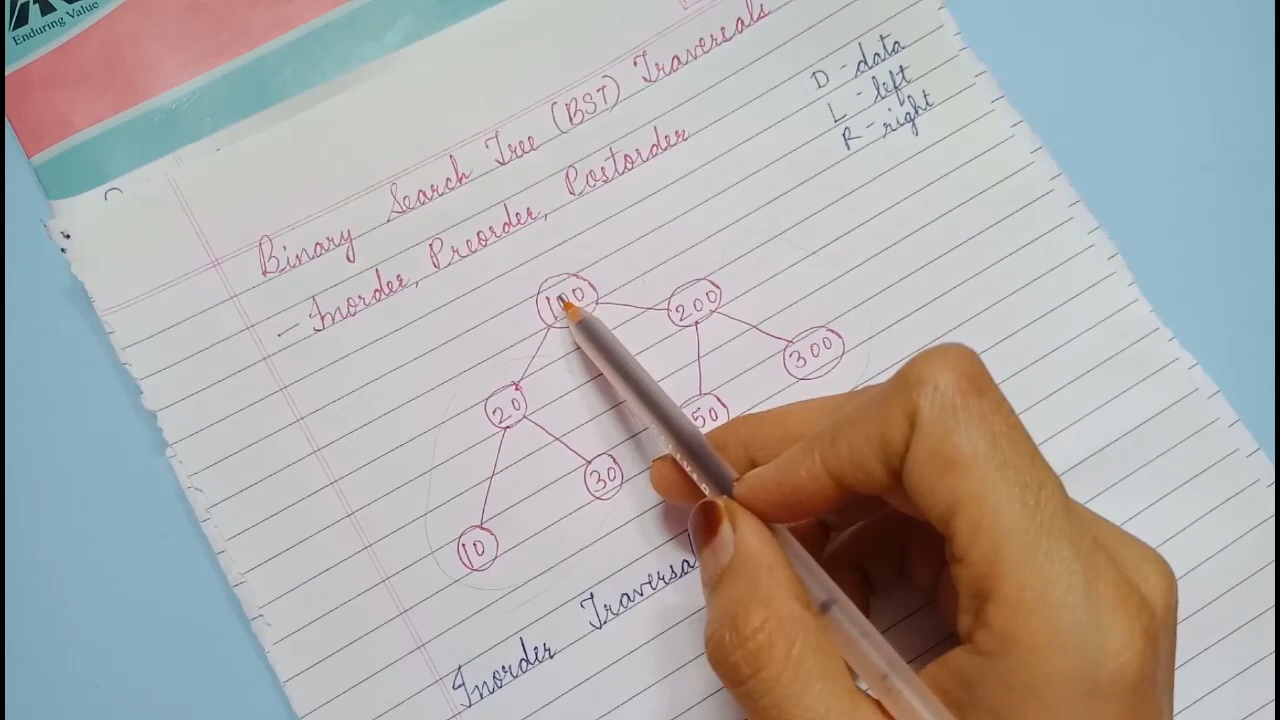 Enduring Value
Binary Search Tree (BST) Traversals
- Inorder, Preorder, Postorder
D - data
L - left
R - right
100
200
300
20
50
30
10
Inorder Traversal